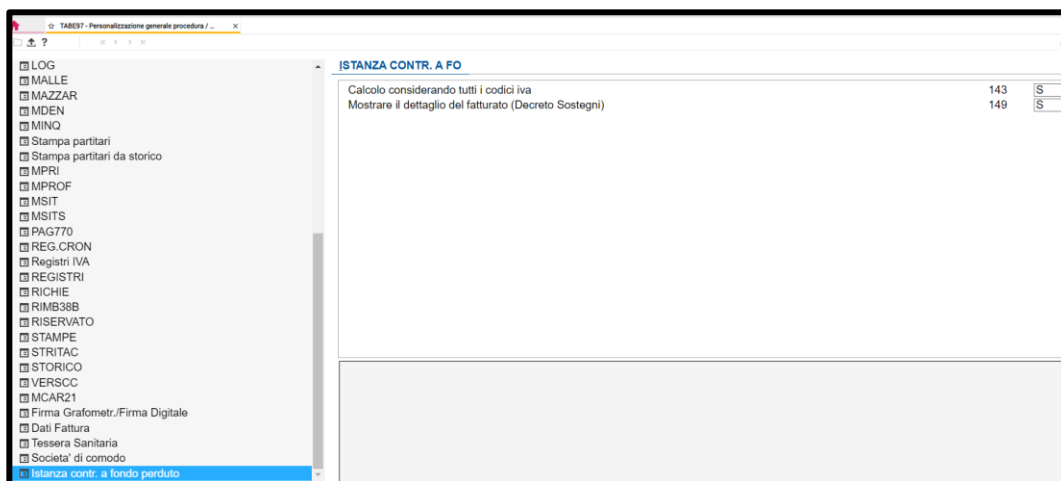 TABE97 - Personalizzazione generale procedura / ..
?
LOG
MALLE
MAZZAR
MDEN
MINQ
Stampa partitari
Stampa partitari da storico
MPRI
MPROF
MSIT
MSITS
PAG770
REG.CRON
Registri IVA
REGISTRI
RICHIE
RIMB38B
RISERVATO
STAMPE
STRITAC
STORICO
VERSCC
MCAR21
Firma Grafometr./Firma Digitale
Dati Fattura
Tessera Sanitaria
Societa' di comodo
Istanza contr. a fondo perduto
ISTANZA CONTR. A FO
Calcolo considerando tutti i codici iva 143 S
Mostrare il dettaglio del fatturato (Decreto Sostegni) 149 S